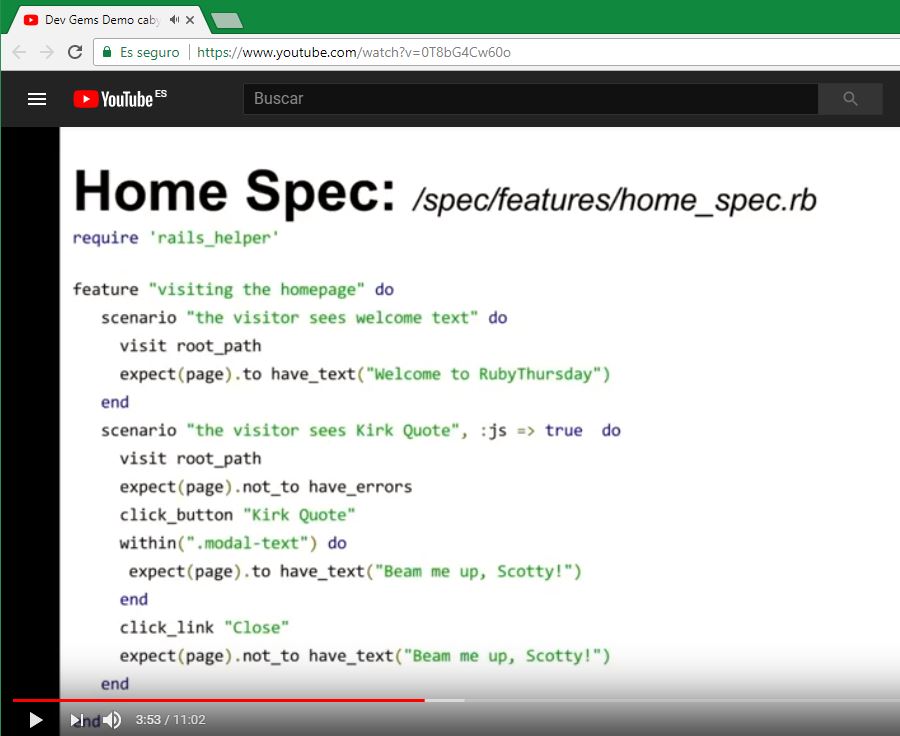 Dev Gems Demo caby
Es seguro
https://www.youtube.com/watch?v=0T8bG4Cw60o
YouTube ES
Buscar
Home Spec: /spec/features/home_spec.rb
require 'rails_helper'
feature "visiting the homepage" do
scenario "the visitor sees welcome text" do
visit root_path
expect(page).to have_text("Welcome to RubyThursday")
end
scenario "the visitor sees Kirk Quote", :js => true do
visit root_path
expect(page).not_to have_errors
click_button "Kirk Quote"
within(".modal-text") do
expect(page).to have_text("Beam me up, Scotty!")
end
click_link "Close"
expect(page).not_to have_text("Beam me up, Scotty!")
end
end
3:53 / 11:02